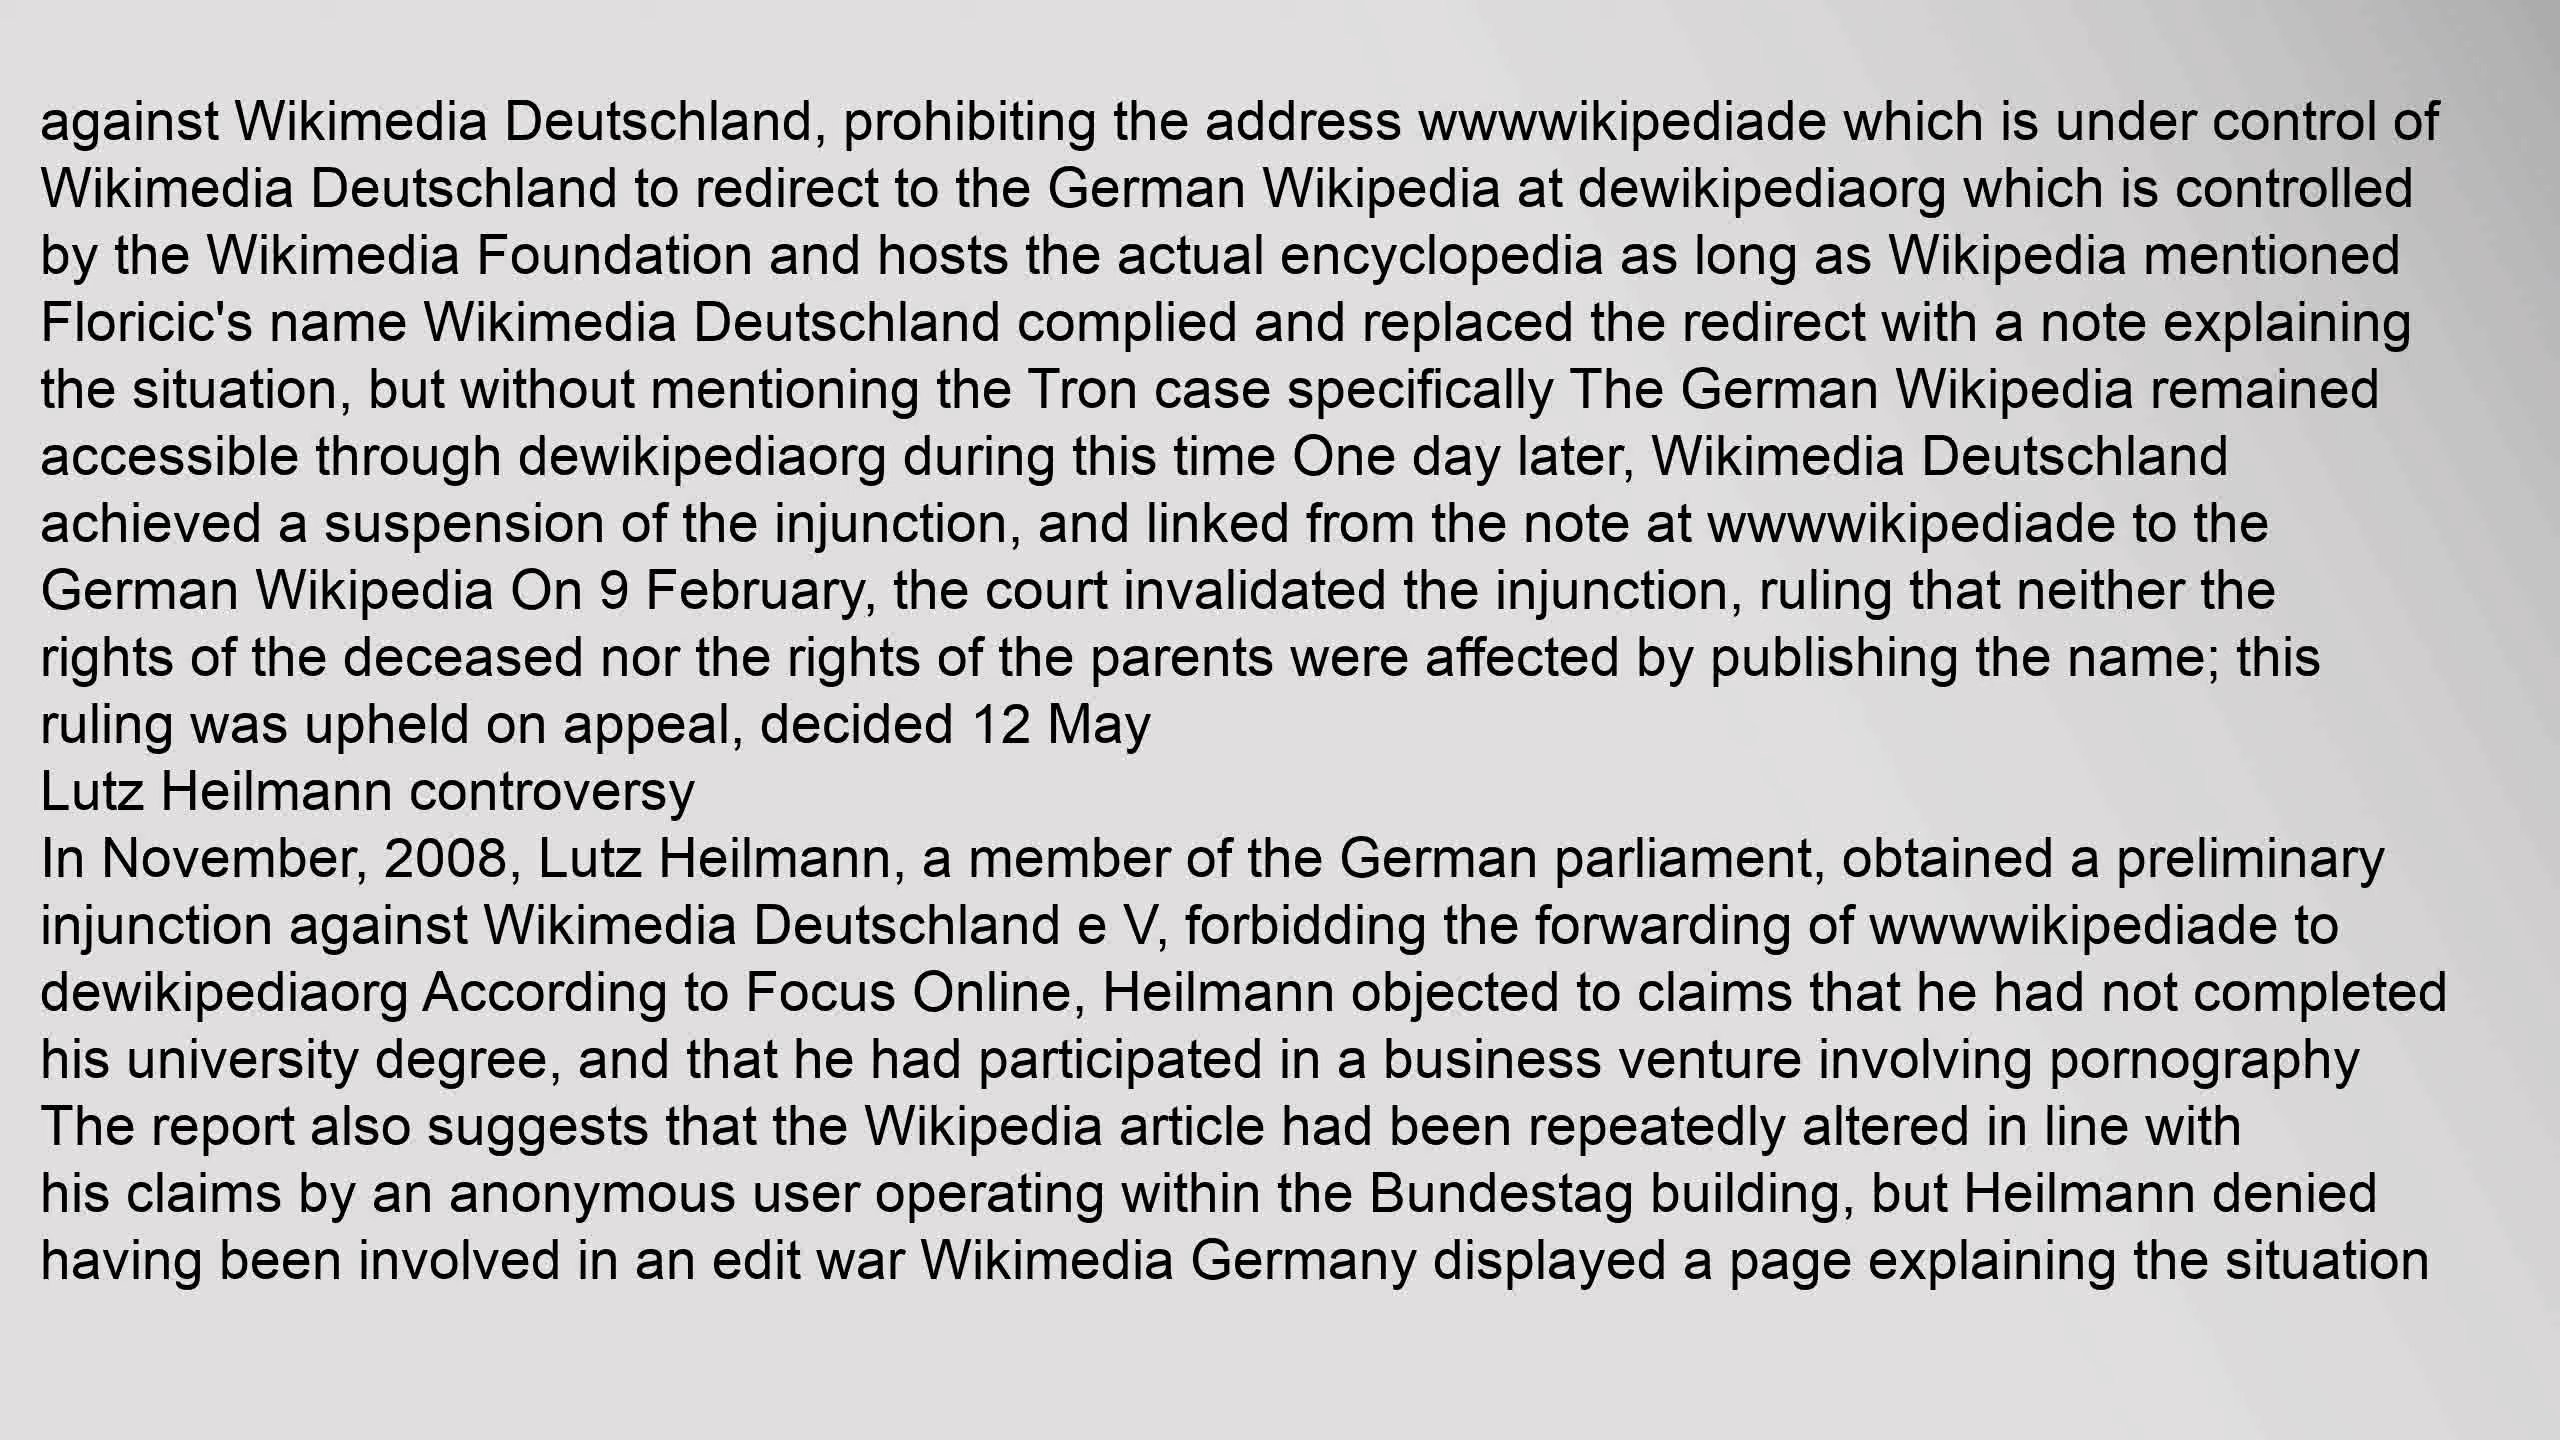 against Wikimedia Deutschland, prohibiting the address wwwwikipediade which is under control of
Wikimedia Deutschland to redirect to the German Wikipedia at dewikipediaorg which is controlled
by the Wikimedia Foundation and hosts the actual encyclopedia as long as Wikipedia mentioned
Floricic's name Wikimedia Deutschland complied and replaced the redirect with a note explaining
the situation, but without mentioning the Tron case specifically The German Wikipedia remained
accessible through dewikipediaorg during this time One day later, Wikimedia Deutschland
achieved a suspension of the injunction, and linked from the note at wwwwikipediade to the
German Wikipedia On 9 February, the court invalidated the injunction, ruling that neither the
rights of the deceased nor the rights of the parents were affected by publishing the name; this
ruling was upheld on appeal, decided 12 May
Lutz Heilmann controversy
In November, 2008, Lutz Heilmann, a member of the German parliament, obtained a preliminary
injunction against Wikimedia Deutschland e V, forbidding the forwarding of wwwwikipediade to
dewikipediaorg According to Focus Online, Heilmann objected to claims that he had not completed
his university degree, and that he had participated in a business venture involving pornography
The report also suggests that the Wikipedia article had been repeatedly altered in line with
his claims by an anonymous user operating within the Bundestag building, but Heilmann denied
having been involved in an edit war Wikimedia Germany displayed a page explaining the situation